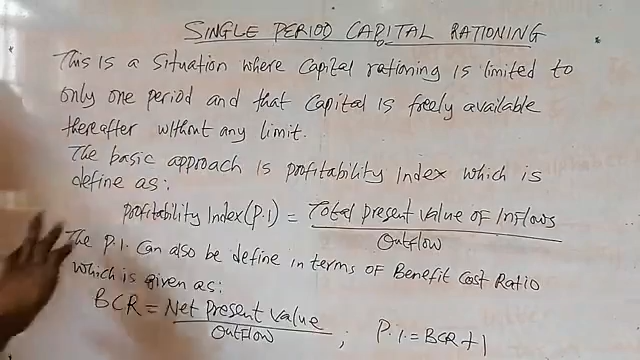 SINGLE PERIOD CAPITAL RATIONING
This is a situation where capital rationing is limited to
only one period and that capital is freely available
thereafter without any limit.
The basic approach is profitability Index which is
define as:
Profitability Index (P.I) = Total present value of Inflows
Outflow
The P.I. Can also be define in terms of Benefit Cost Ratio
which is given as:
BCR = Net Present Value
Outflow ; P.I. = BCR + 1